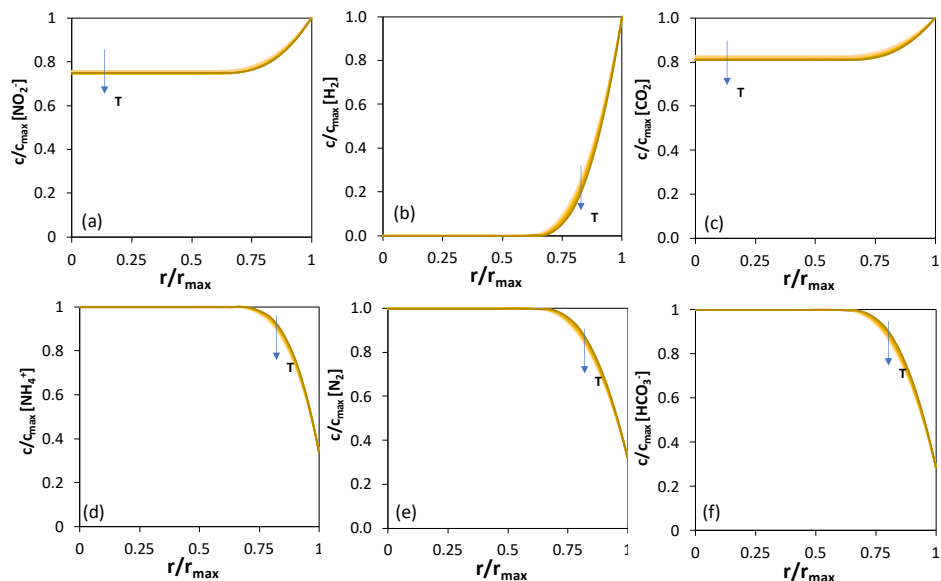 c/cmax [NO2-]
1
0.8
0.6
0.4
0.2
0
T
(a)
0
0.25
0.5
0.75
1
r/rmax
c/cmax [H2]
1.0
0.8
0.6
0.4
0.2
0.0
T
(b)
0
0.25
0.5
0.75
1
r/rmax
c/cmax [CO2]
1
0.8
0.6
0.4
0.2
0.0
T
(c)
0
0.25
0.5
0.75
1
r/rmax
c/cmax [NH4+]
1
0.8
0.6
0.4
0.2
0
T
(d)
0
0.25
0.5
0.75
1
r/rmax
c/cmax [N2]
1.0
0.8
0.6
0.4
0.2
0.0
T
(e)
0
0.25
0.5
0.75
1
r/rmax
c/cmax [HCO3-]
1
0.8
0.6
0.4
0.2
0.0
T
(f)
0
0.25
0.5
0.75
1
r/rmax